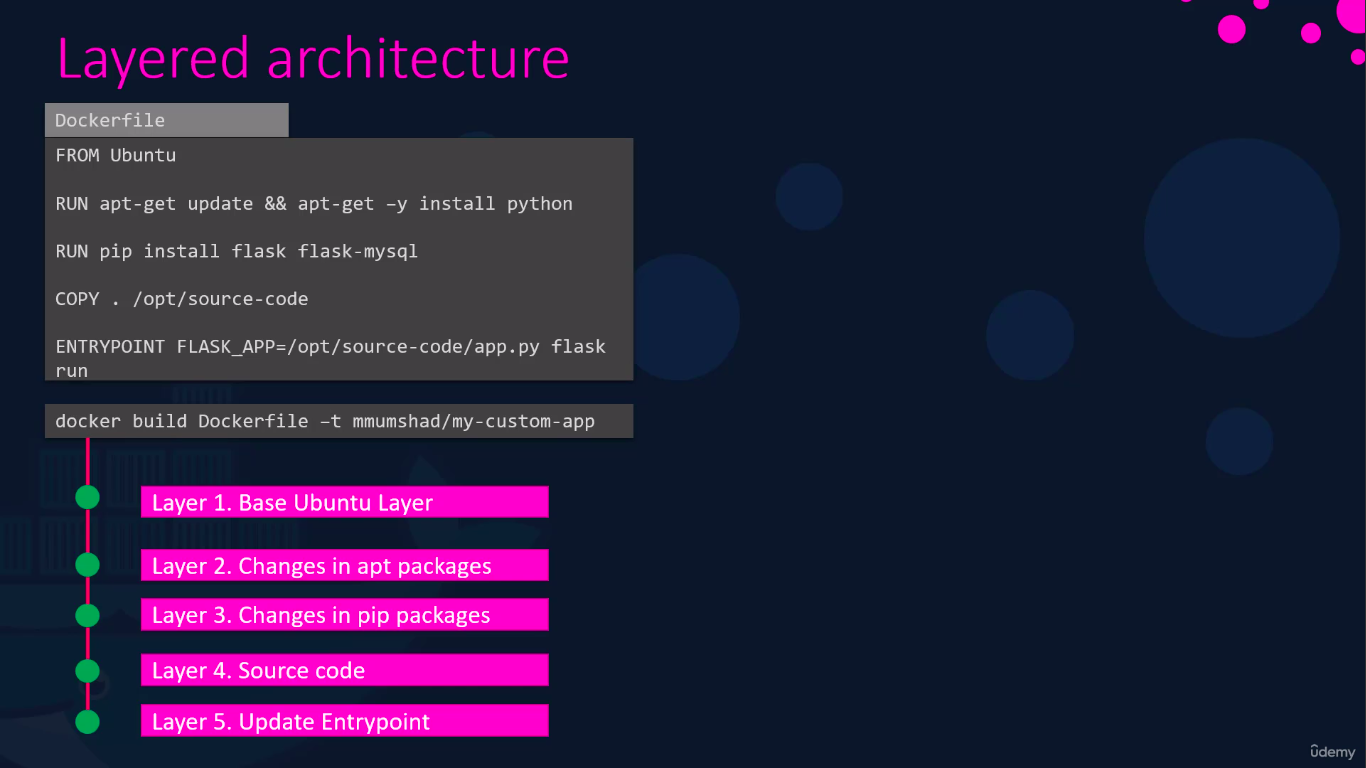 Layered architecture
Dockerfile
FROM Ubuntu
RUN apt-get update && apt-get –y install python
RUN pip install flask flask-mysql
COPY . /opt/source-code
ENTRYPOINT FLASK_APP=/opt/source-code/app.py flask
run
docker build Dockerfile –t mmumshad/my-custom-app
Layer 1. Base Ubuntu Layer
Layer 2. Changes in apt packages
Layer 3. Changes in pip packages
Layer 4. Source code
Layer 5. Update Entrypoint
ûdemy